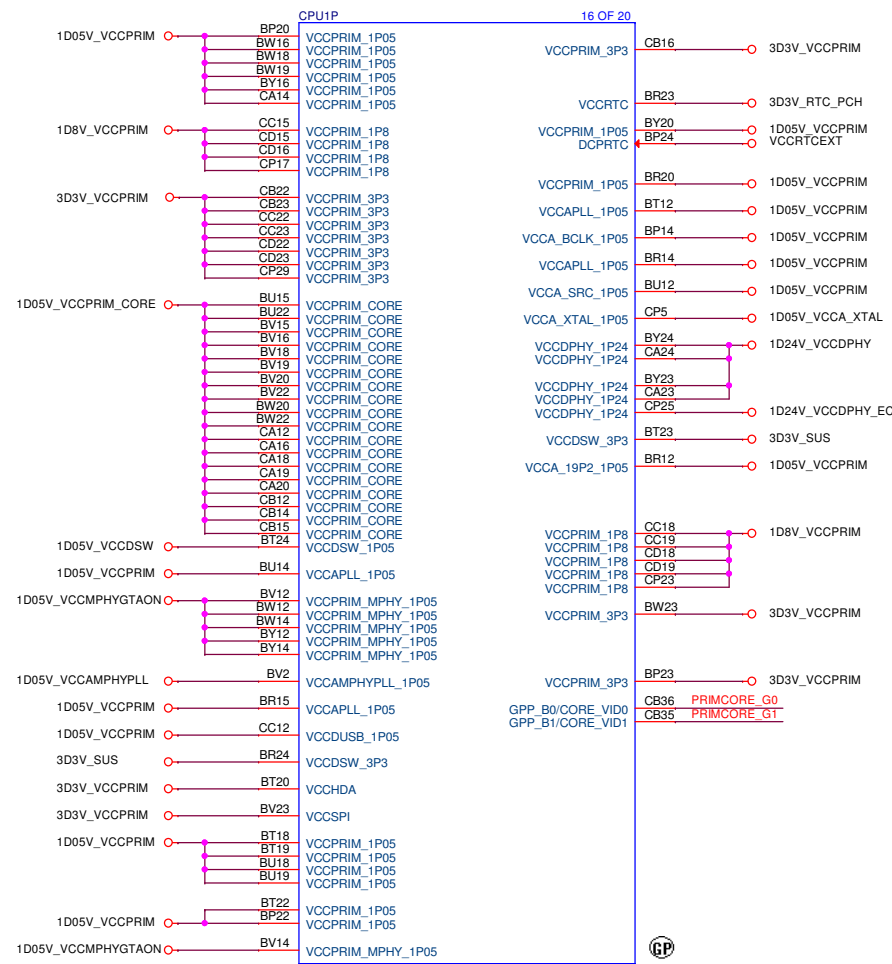 CPU1P
16 OF 20
1D05V_VCCPRIM
BP20 VCCPRIM_1P05
BW16 VCCPRIM_1P05
BW18 VCCPRIM_1P05
BW19 VCCPRIM_1P05
BY16 VCCPRIM_1P05
CA14 VCCPRIM_1P05
1D8V_VCCPRIM
CC15 VCCPRIM_1P8
CD15 VCCPRIM_1P8
CD16 VCCPRIM_1P8
CP17 VCCPRIM_1P8
3D3V_VCCPRIM
CB22 VCCPRIM_3P3
CB23 VCCPRIM_3P3
CC22 VCCPRIM_3P3
CC23 VCCPRIM_3P3
CD22 VCCPRIM_3P3
CD23 VCCPRIM_3P3
CP29 VCCPRIM_3P3
1D05V_VCCPRIM_CORE
BU15 VCCPRIM_CORE
BU22 VCCPRIM_CORE
BV15 VCCPRIM_CORE
BV16 VCCPRIM_CORE
BV18 VCCPRIM_CORE
BV19 VCCPRIM_CORE
BV20 VCCPRIM_CORE
BV22 VCCPRIM_CORE
BW20 VCCPRIM_CORE
BW22 VCCPRIM_CORE
CA12 VCCPRIM_CORE
CA16 VCCPRIM_CORE
CA18 VCCPRIM_CORE
CA19 VCCPRIM_CORE
CA20 VCCPRIM_CORE
CB12 VCCPRIM_CORE
CB14 VCCPRIM_CORE
CB15 VCCPRIM_CORE
1D05V_VCCDSW BT24 VCCDSW_1P05
1D05V_VCCPRIM BU14 VCCAPLL_1P05
1D05V_VCCMPHYGTAON
BV12 VCCPRIM_MPHY_1P05
BW12 VCCPRIM_MPHY_1P05
BW14 VCCPRIM_MPHY_1P05
BY12 VCCPRIM_MPHY_1P05
BY14 VCCPRIM_MPHY_1P05
1D05V_VCCAMPHYPLL BV2 VCCAMPHYPLL_1P05
1D05V_VCCPRIM BR15 VCCAPLL_1P05
1D05V_VCCPRIM CC12 VCCDUSB_1P05
3D3V_SUS BR24 VCCDSW_3P3
3D3V_VCCPRIM BT20 VCCHDA
3D3V_VCCPRIM BV23 VCCSPI
1D05V_VCCPRIM
BT18 VCCPRIM_1P05
BT19 VCCPRIM_1P05
BU18 VCCPRIM_1P05
BU19 VCCPRIM_1P05
BT22 VCCPRIM_1P05
1D05V_VCCPRIM BP22 VCCPRIM_1P05
1D05V_VCCMPHYGTAON BV14 VCCPRIM_MPHY_1P05
VCCPRIM_3P3 CB16 3D3V_VCCPRIM
VCCRTC BR23 3D3V_RTC_PCH
VCCPRIM_1P05 BY20 1D05V_VCCPRIM
DCPRTC BP24 VCCRTCEXT
VCCPRIM_1P05 BR20 1D05V_VCCPRIM
VCCAPLL_1P05 BT12 1D05V_VCCPRIM
VCCA_BCLK_1P05 BP14 1D05V_VCCPRIM
VCCAPLL_1P05 BR14 1D05V_VCCPRIM
VCCA_SRC_1P05 BU12 1D05V_VCCPRIM
VCCA_XTAL_1P05 CP5 1D05V_VCCA_XTAL
VCCDPHY_1P24 BY24 1D24V_VCCDPHY
VCCDPHY_1P24 CA24
VCCDPHY_1P24 BY23
VCCDPHY_1P24 CA23
VCCDPHY_1P24 CP25 1D24V_VCCDPHY_EC
VCCDSW_3P3 BT23 3D3V_SUS
VCCA_19P2_1P05 BR12 1D05V_VCCPRIM
VCCPRIM_1P8 CC18 1D8V_VCCPRIM
VCCPRIM_1P8 CC19
VCCPRIM_1P8 CD18
VCCPRIM_1P8 CD19
VCCPRIM_1P8 CP23
VCCPRIM_3P3 BW23 3D3V_VCCPRIM
VCCPRIM_3P3 BP23 3D3V_VCCPRIM
GPP_B0/CORE_VID0 CB36 PRIMCORE_G0
GPP_B1/CORE_VID1 CB35 PRIMCORE_G1
GP